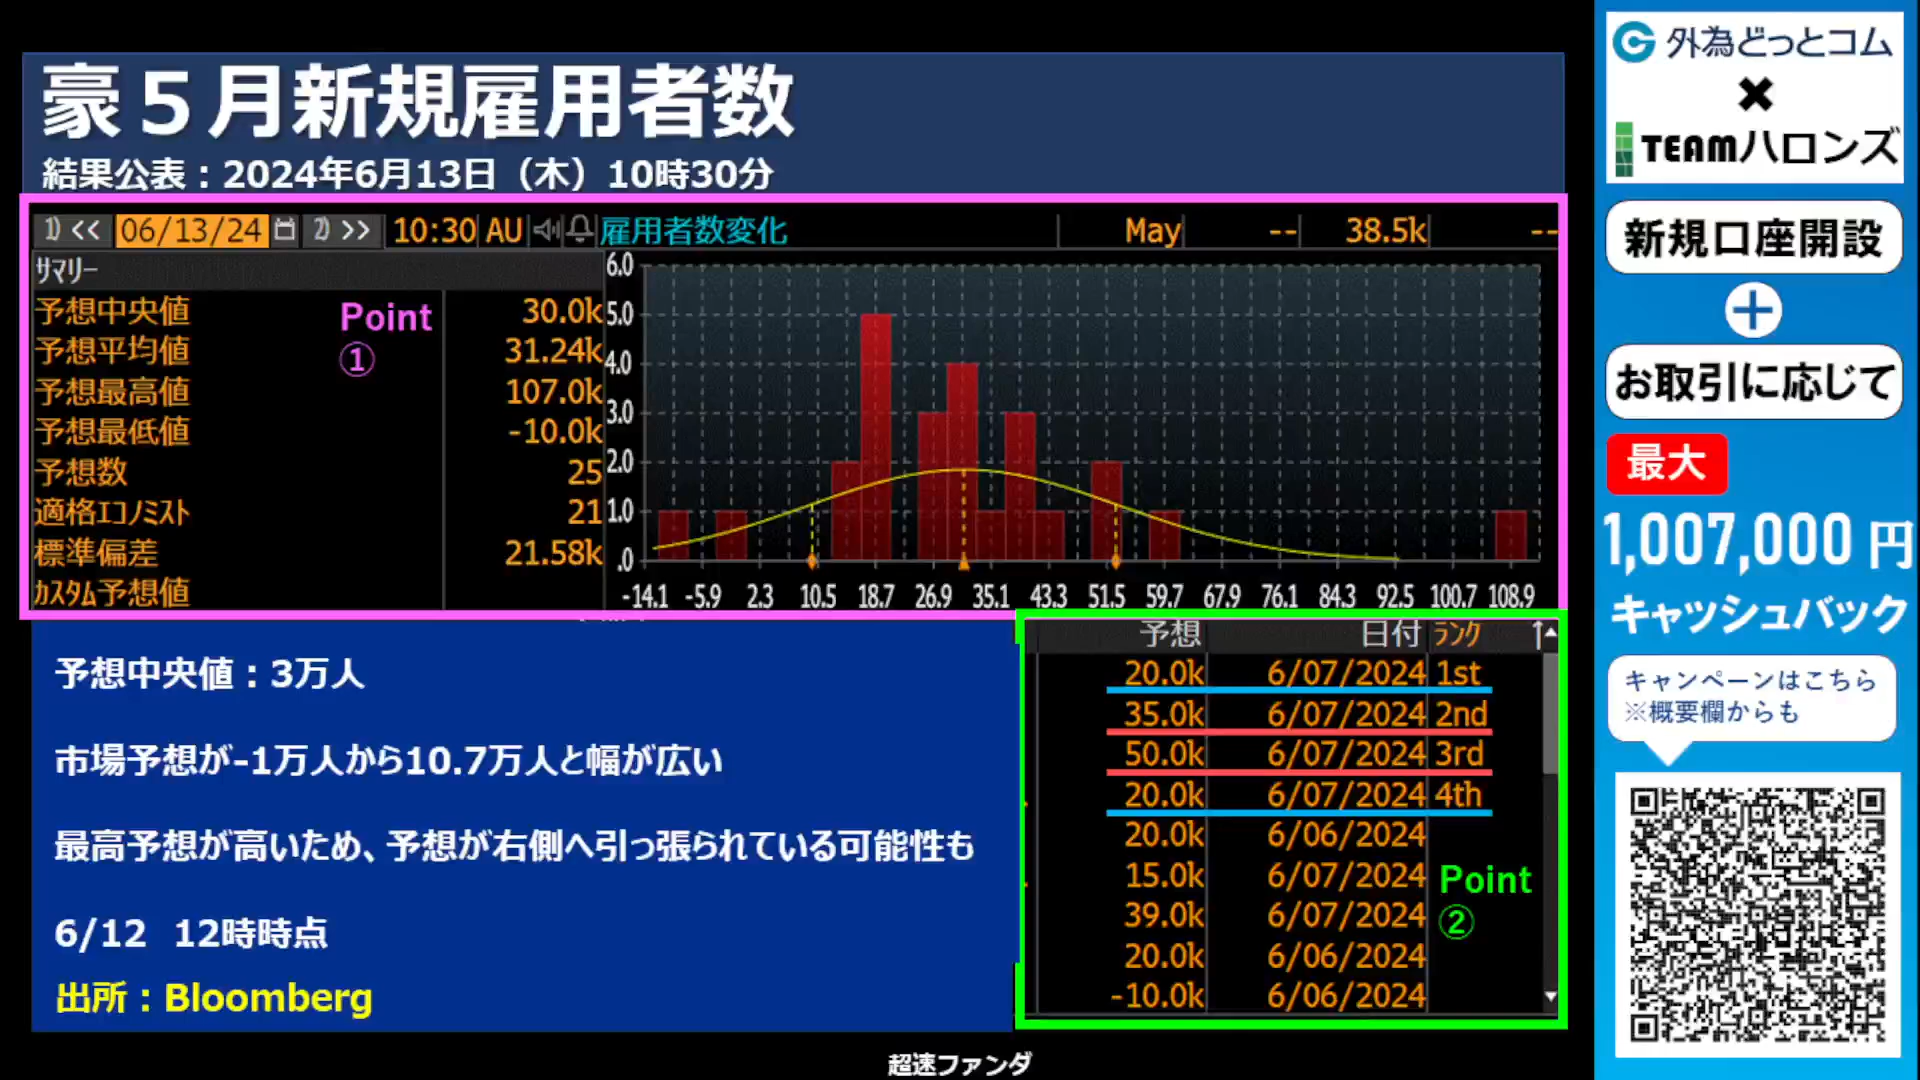 豪５月新規雇用者数
結果公表：2024年6月13日（木）10時30分
1) << 06/13/24 2) >> 10:30 AU 雇用者数変化 May -- 38.5k --
ｻﾏﾘｰ
予想中央値 30.0k
予想平均値 31.24k
予想最高値 107.0k
予想最低値 -10.0k
予想数 25
適格ｴｺﾉﾐｽﾄ 21
標準偏差 21.58k
ｶｽﾀﾑ予想値
Point
①
6.0
5.0
4.0
3.0
2.0
1.0
.0
-14.1 -5.9 2.3 10.5 18.7 26.9 35.1 43.3 51.5 59.7 67.9 76.1 84.3 92.5 100.7 108.9
予想中央値：3万人
市場予想が-1万人から10.7万人と幅が広い
最高予想が高いため、予想が右側へ引っ張られている可能性も
6/12 12時時点
出所：Bloomberg
予想 日付 ﾗﾝｸ
20.0k 6/07/2024 1st
35.0k 6/07/2024 2nd
50.0k 6/07/2024 3rd
20.0k 6/07/2024 4th
20.0k 6/06/2024
15.0k 6/07/2024
39.0k 6/07/2024
20.0k 6/06/2024
-10.0k 6/06/2024
Point
②
超速ファンダ
外為どっとコム
×
TEAMハロンズ
新規口座開設
+
お取引に応じて
最大
1,007,000 円
キャッシュバック
キャンペーンはこちら
※概要欄からも